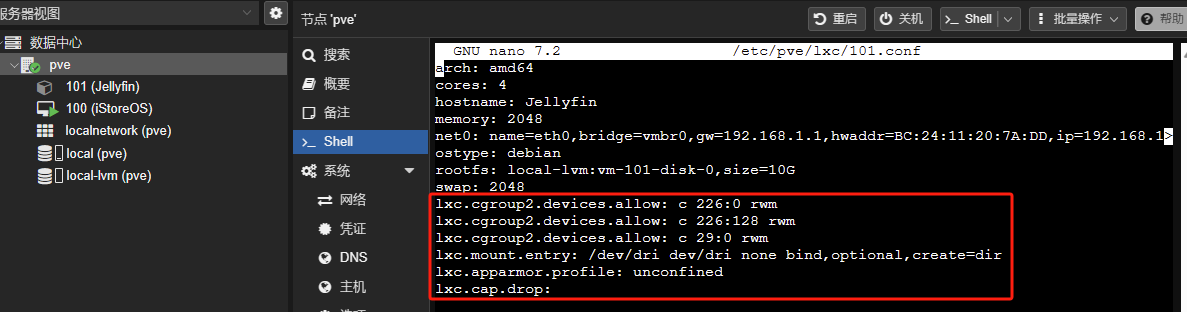 服务器视图
数据中心
pve
101 (Jellyfin)
100 (iStoreOS)
localnetwork (pve)
local (pve)
local-lvm (pve)
节点 'pve'
重启
关机
Shell
批量操作
帮助
搜索
概要
备注
Shell
系统
网络
凭证
DNS
主机
GNU nano 7.2 /etc/pve/lxc/101.conf
arch: amd64
cores: 4
hostname: Jellyfin
memory: 2048
net0: name=eth0,bridge=vmbr0,gw=192.168.1.1,hwaddr=BC:24:11:20:7A:DD,ip=192.168.1>
ostype: debian
rootfs: local-lvm:vm-101-disk-0,size=10G
swap: 2048
lxc.cgroup2.devices.allow: c 226:0 rwm
lxc.cgroup2.devices.allow: c 226:128 rwm
lxc.cgroup2.devices.allow: c 29:0 rwm
lxc.mount.entry: /dev/dri dev/dri none bind,optional,create=dir
lxc.apparmor.profile: unconfined
lxc.cap.drop: